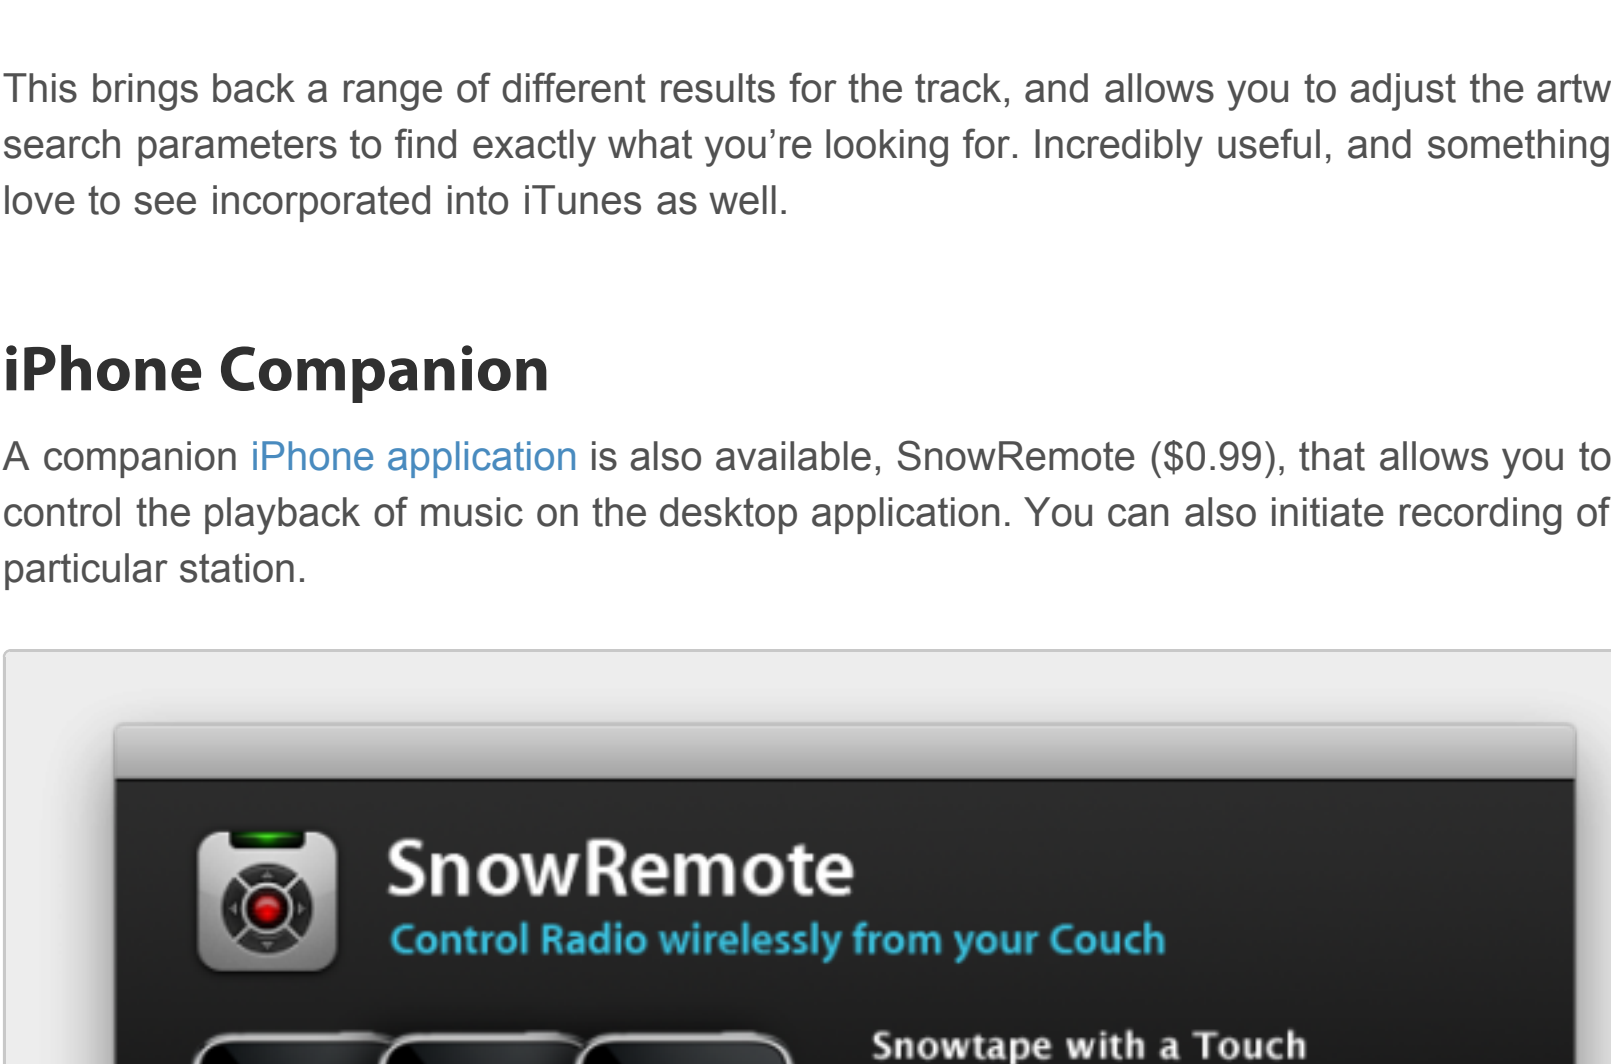 This brings back a range of different results for the track, and allows you to adjust the artw
search parameters to find exactly what you’re looking for. Incredibly useful, and something
love to see incorporated into iTunes as well.
iPhone Companion
A companion iPhone application is also available, SnowRemote ($0.99), that allows you to
control the playback of music on the desktop application. You can also initiate recording of
particular station.
SnowRemote
Control Radio wirelessly from your Couch
Snowtape with a Touch